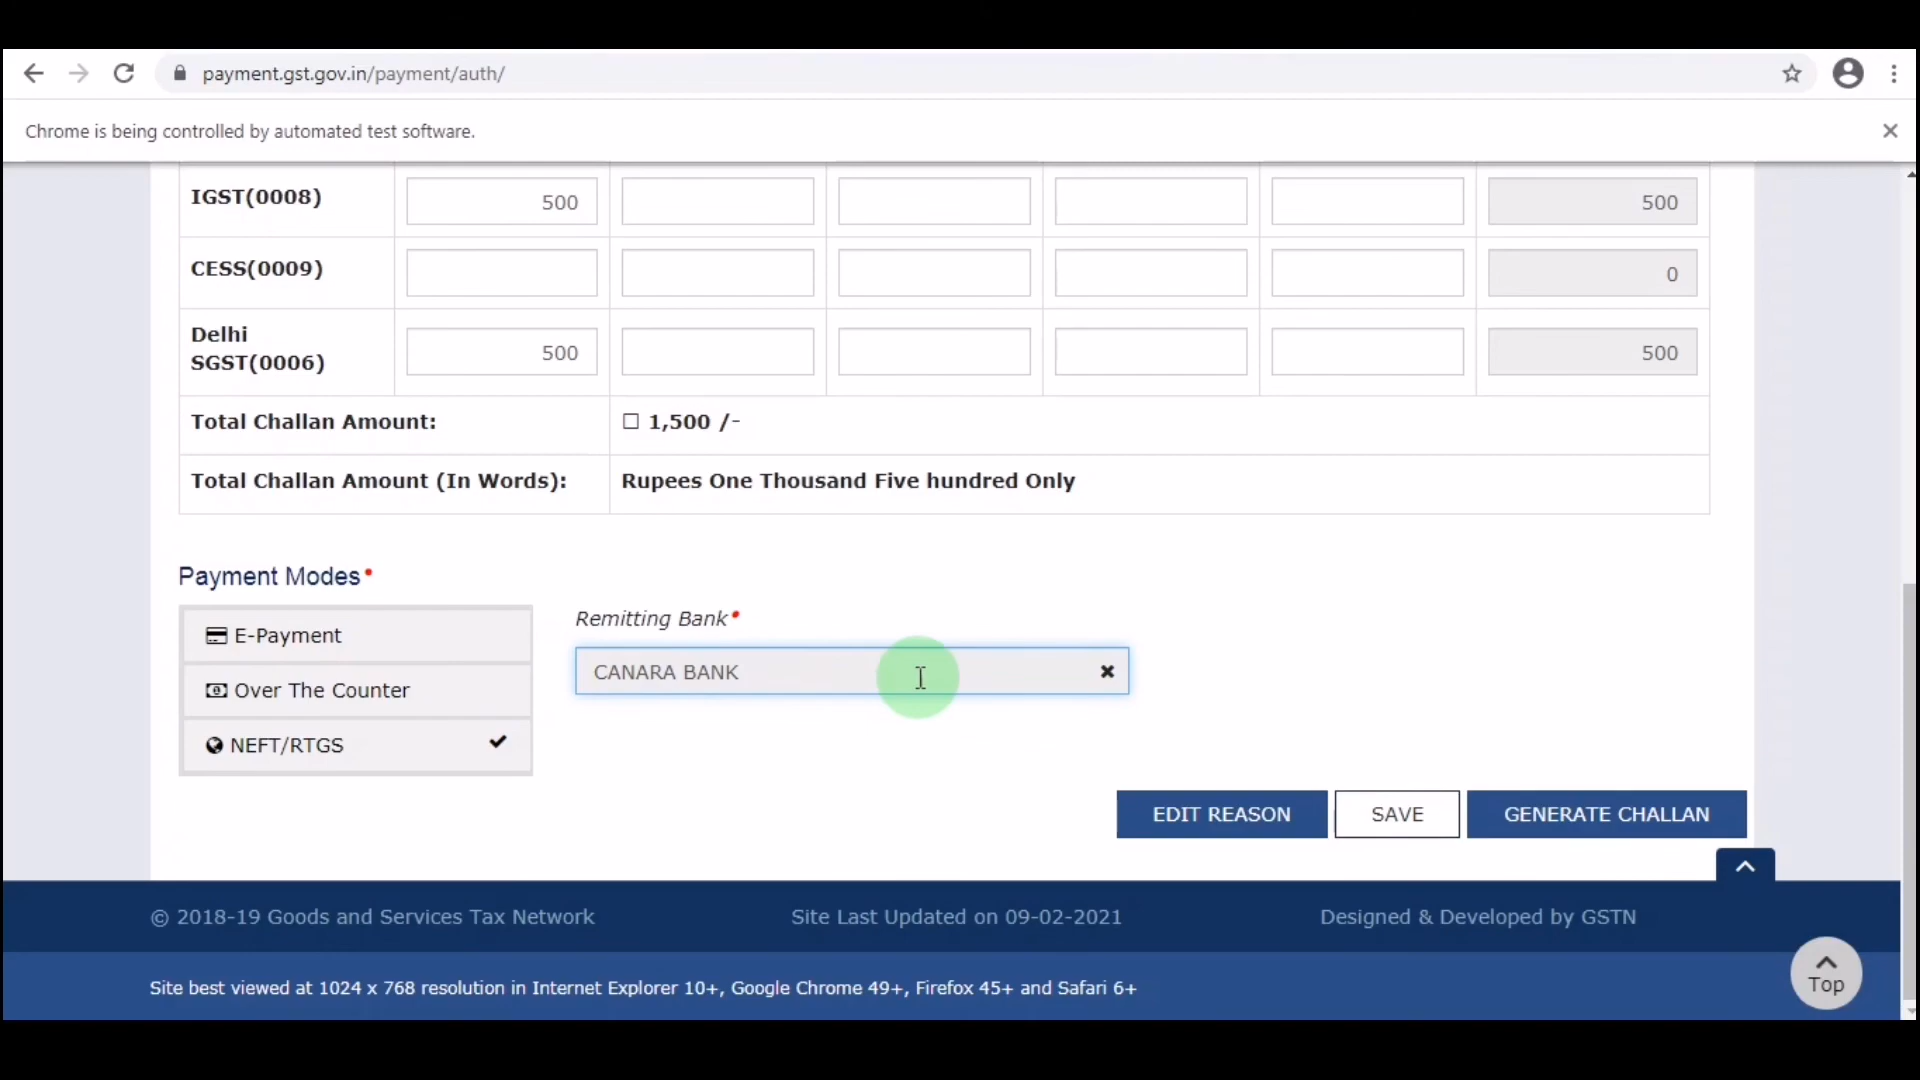 payment.gst.gov.in/payment/auth/
Chrome is being controlled by automated test software.
IGST(0008) 500 500
CESS(0009) 0
Delhi
SGST(0006) 500 500
Total Challan Amount: ☐ 1,500 /-
Total Challan Amount (In Words): Rupees One Thousand Five hundred Only
Payment Modes•
Remitting Bank•
E-Payment
CANARA BANK
Over The Counter
NEFT/RTGS
EDIT REASON SAVE GENERATE CHALLAN
© 2018-19 Goods and Services Tax Network Site Last Updated on 09-02-2021 Designed & Developed by GSTN
Top
Site best viewed at 1024 x 768 resolution in Internet Explorer 10+, Google Chrome 49+, Firefox 45+ and Safari 6+